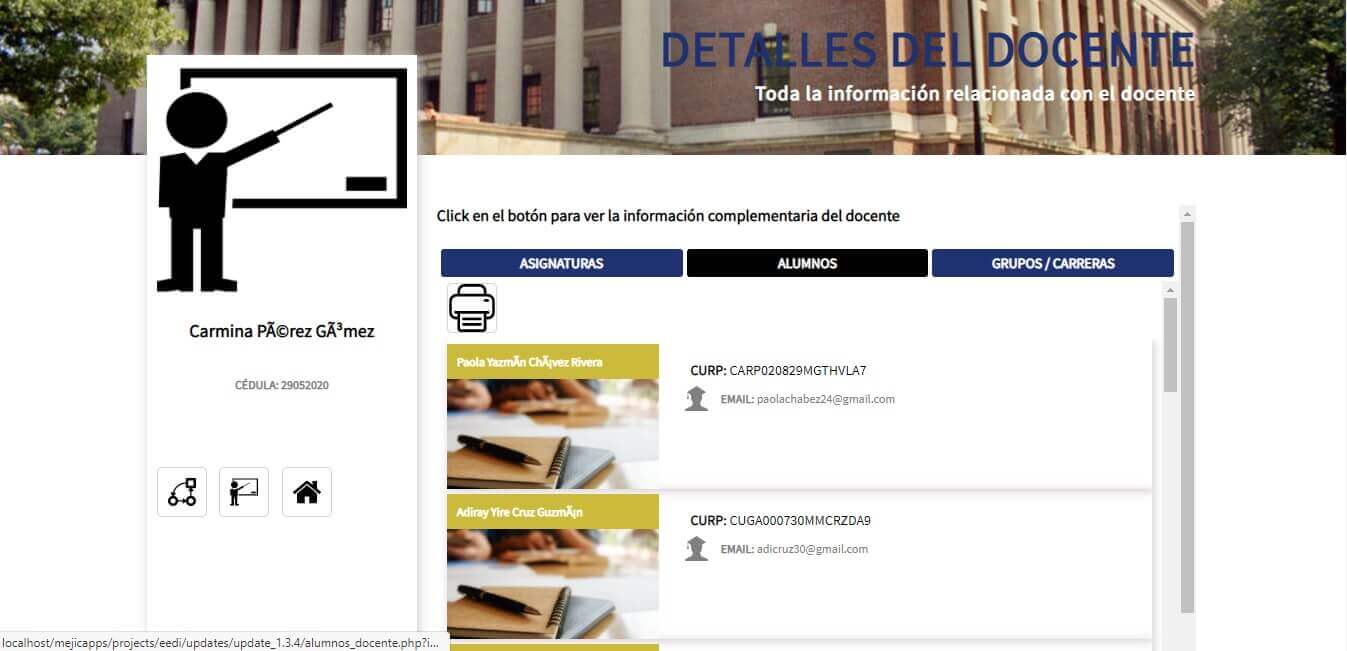 DETALLES DEL DOCENTE
Toda la información relacionada con el docente
Carmina PÃ©rez GÃ³mez
CÉDULA: 29052020
Click en el botón para ver la información complementaria del docente
ASIGNATURAS
ALUMNOS
GRUPOS / CARRERAS
Paola YazmÃ­n ChÃ¡vez Rivera
CURP: CARP020829MGTHVLA7
EMAIL: paolachabez24@gmail.com
Adiray Yire Cruz GuzmÃ¡n
CURP: CUGA000730MMCRZDA9
EMAIL: adicruz30@gmail.com
localhost/mejicapps/projects/eedi/updates/update_1.3.4/alumnos_docente.php?i...